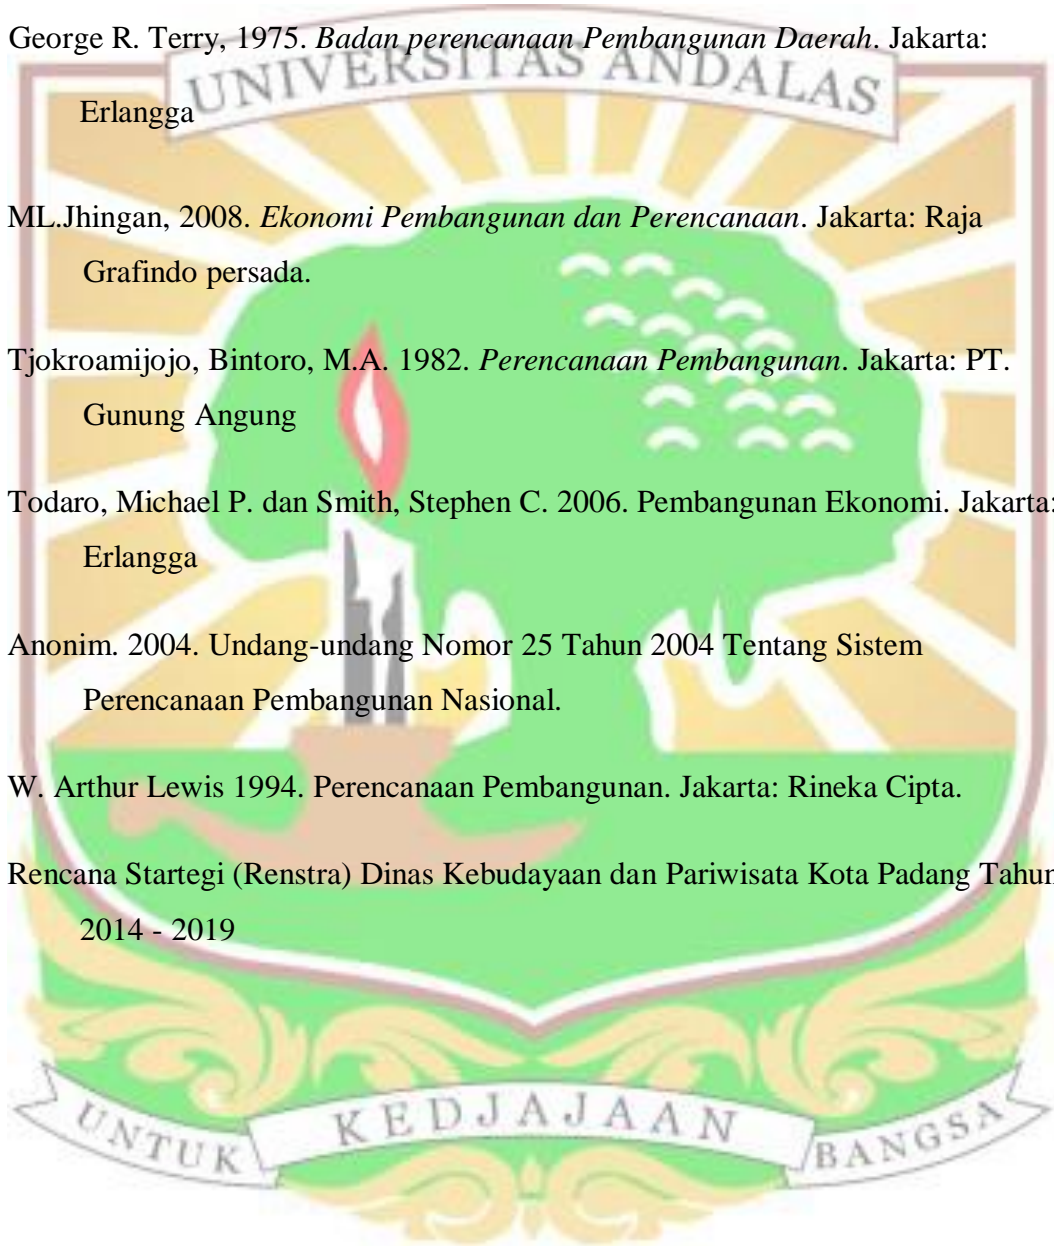 George R. Terry, 1975. Badan perencanaan Pembangunan Daerah. Jakarta:
UNIVERSITAS ANDALAS
Erlangga
ML.Jhingan, 2008. Ekonomi Pembangunan dan Perencanaan. Jakarta: Raja
Grafindo persada.
Tjokroamijojo, Bintoro, M.A. 1982. Perencanaan Pembangunan. Jakarta: PT.
Gunung Angung
Todaro, Michael P. dan Smith, Stephen C. 2006. Pembangunan Ekonomi. Jakarta:
Erlangga
Anonim. 2004. Undang-undang Nomor 25 Tahun 2004 Tentang Sistem
Perencanaan Pembangunan Nasional.
W. Arthur Lewis 1994. Perencanaan Pembangunan. Jakarta: Rineka Cipta.
Rencana Startegi (Renstra) Dinas Kebudayaan dan Pariwisata Kota Padang Tahun
2014 - 2019
UNTUK KEDJAJAAN BANGSA